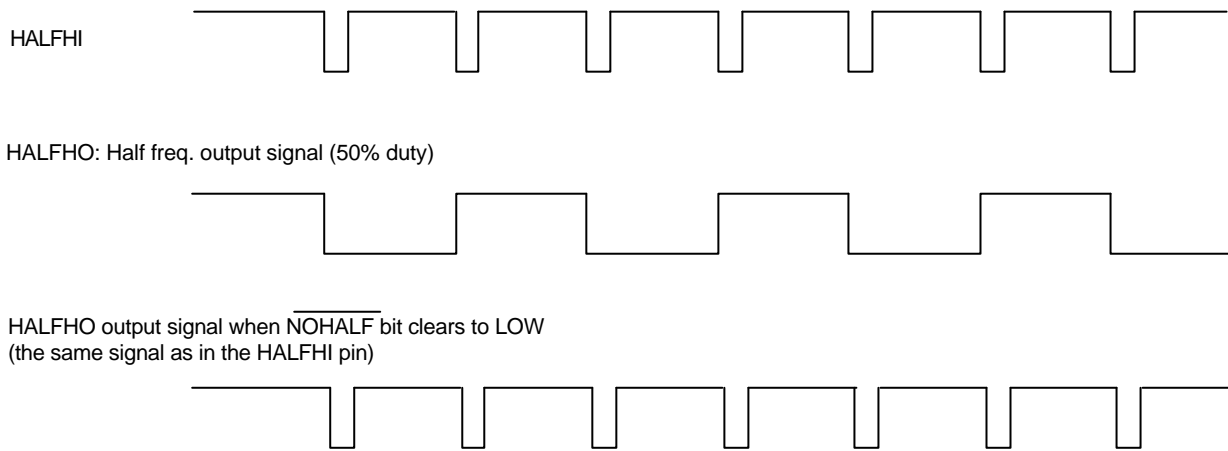 HALFHI
HALFHO: Half freq. output signal (50% duty)
HALFHO output signal when NOHALF bit clears to LOW
(the same signal as in the HALFHI pin)